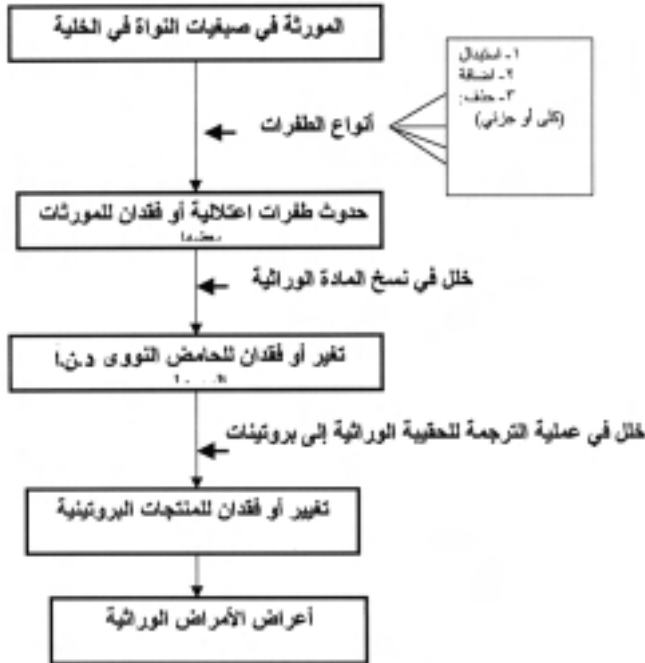 المورثة في صبغيات النواة في الخلية
١- استبدال
٢- اضافة
٣- حذف:
(كلي أو جزئي)
أنواع الطفرات
حدوث طفرات اعتلالية أو فقدان للمورثات
خلل في نسخ المادة الوراثية
تغير أو فقدان للحامض النووى د.ن.أ
خلل في عملية الترجمة للحقيبة الوراثية إلى بروتينات
تغيير أو فقدان للمنتجات البروتينية
أعراض الأمراض الوراثية